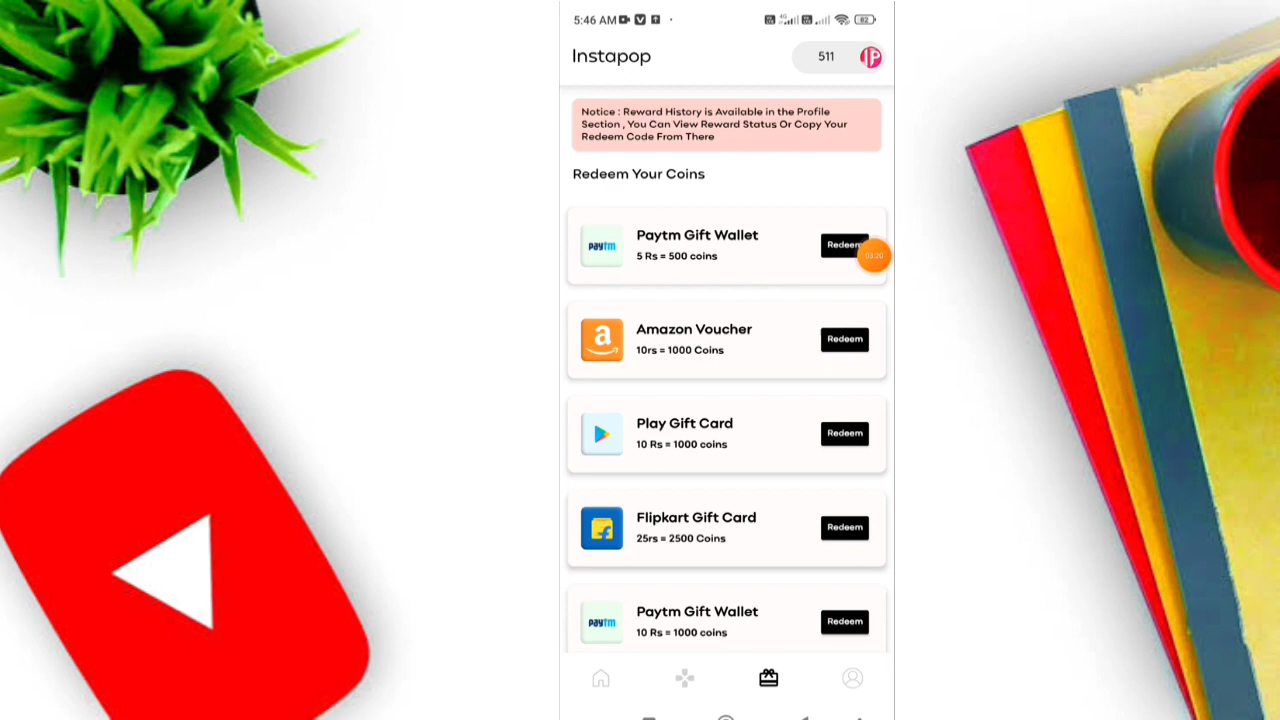 5:46 AM
82
Instapop
511
Notice : Reward History is Available in the Profile
Section , You Can View Reward Status Or Copy Your
Redeem Code From There
Redeem Your Coins
paytm
Paytm Gift Wallet
5 Rs = 500 coins
Redeem
03:20
a
Amazon Voucher
10rs = 1000 Coins
Redeem
Play Gift Card
10 Rs = 1000 coins
Redeem
Flipkart Gift Card
25rs = 2500 Coins
Redeem
paytm
Paytm Gift Wallet
10 Rs = 1000 coins
Redeem